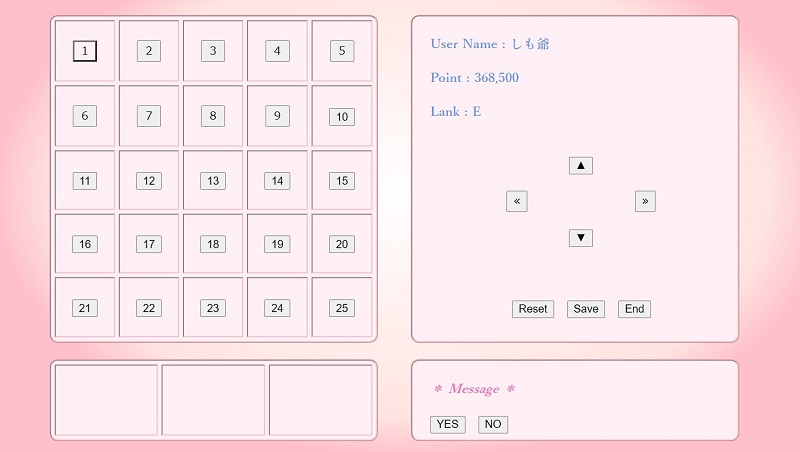 1 2 3 4 5
6 7 8 9 10
11 12 13 14 15
16 17 18 19 20
21 22 23 24 25
User Name : しも爺
Point : 368,500
Lank : E
▲
« »
▼
Reset Save End
* Message *
YES NO